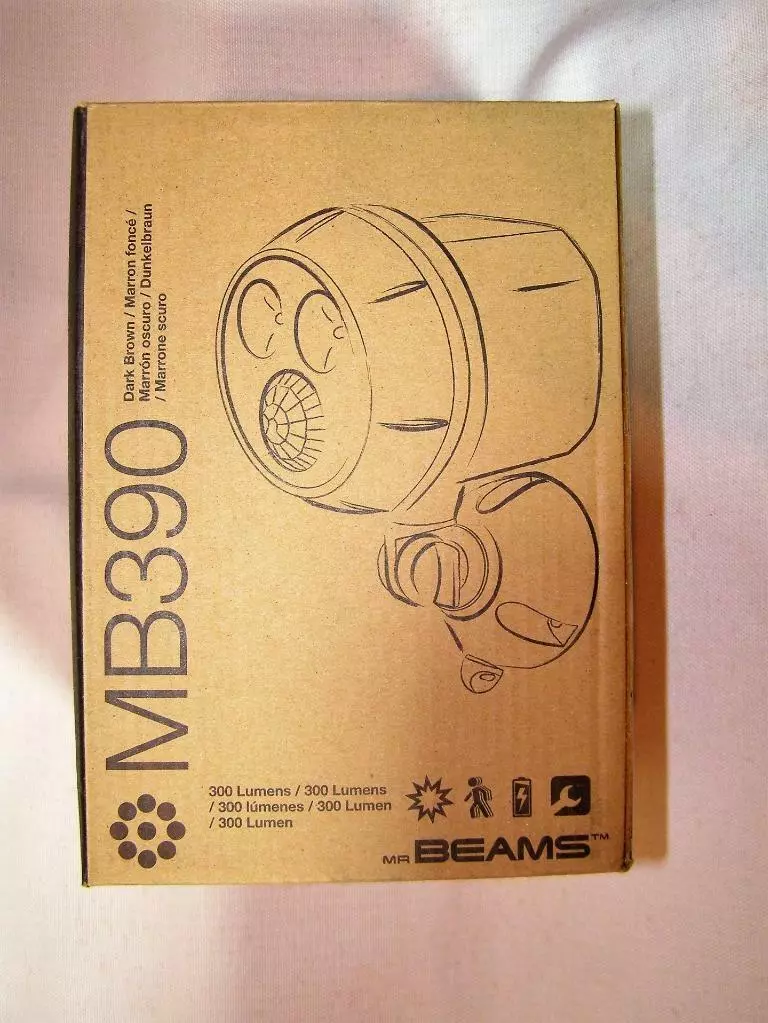 MB390
Dark Brown / Marron foncé /
Marrón oscuro / Dunkelbraun
/ Marrone scuro
300 Lumens / 300 Lumens
/ 300 lúmenes / 300 Lumen
/ 300 Lumen
MR BEAMS™